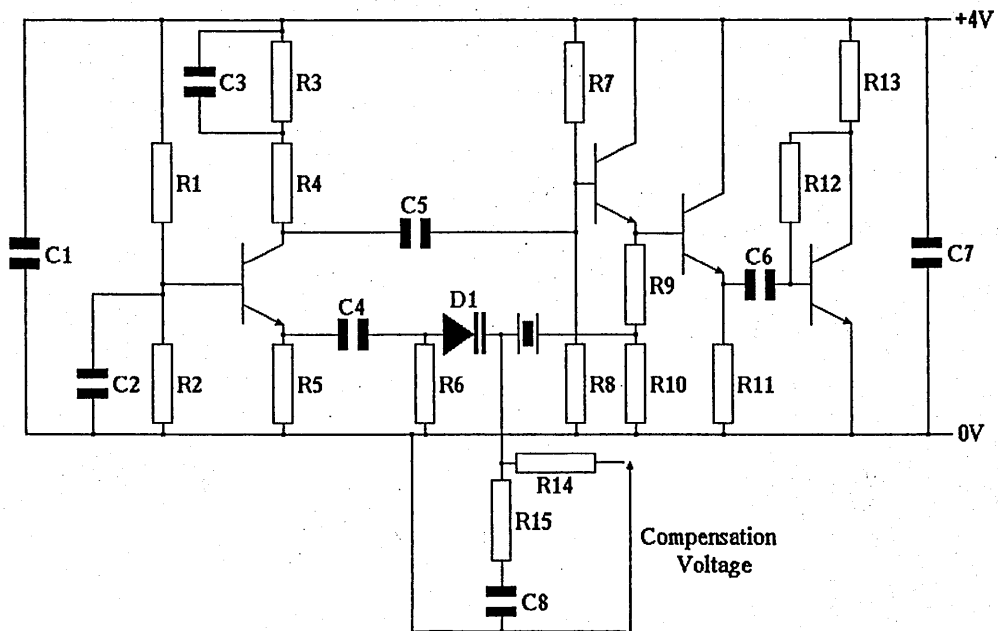 +4V
C3
R3
R7
R13
R1
R4
R12
C5
C1
C6
C7
D1
C4
R9
C2
R2
R5
R6
R8
R10
R11
0V
R14
R15
Compensation
Voltage
C8